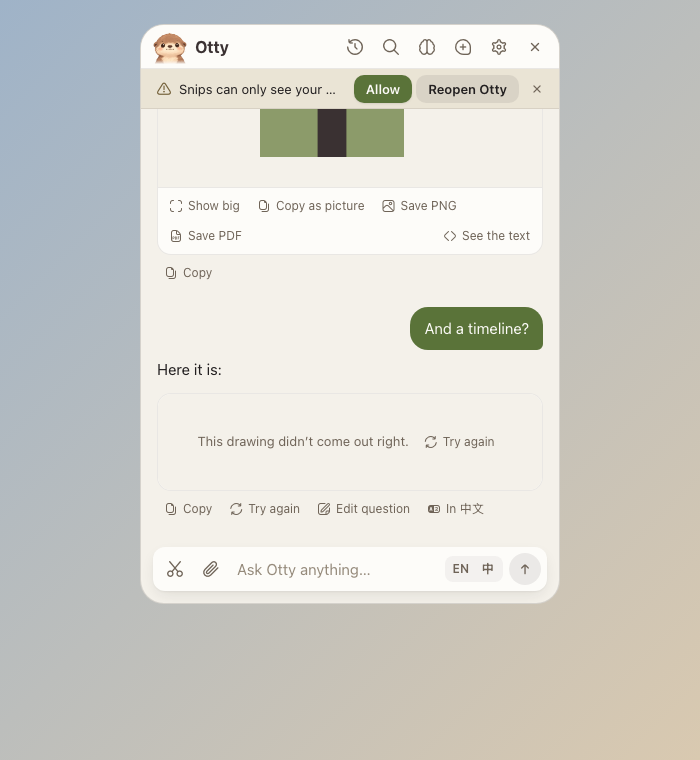 Otty
Snips can only see your ...
Allow
Reopen Otty
Show big
Copy as picture
Save PNG
Save PDF
See the text
Copy
And a timeline?
Here it is:
This drawing didn't come out right.
Try again
Copy
Try again
Edit question
In 中文
Ask Otty anything...
EN
中